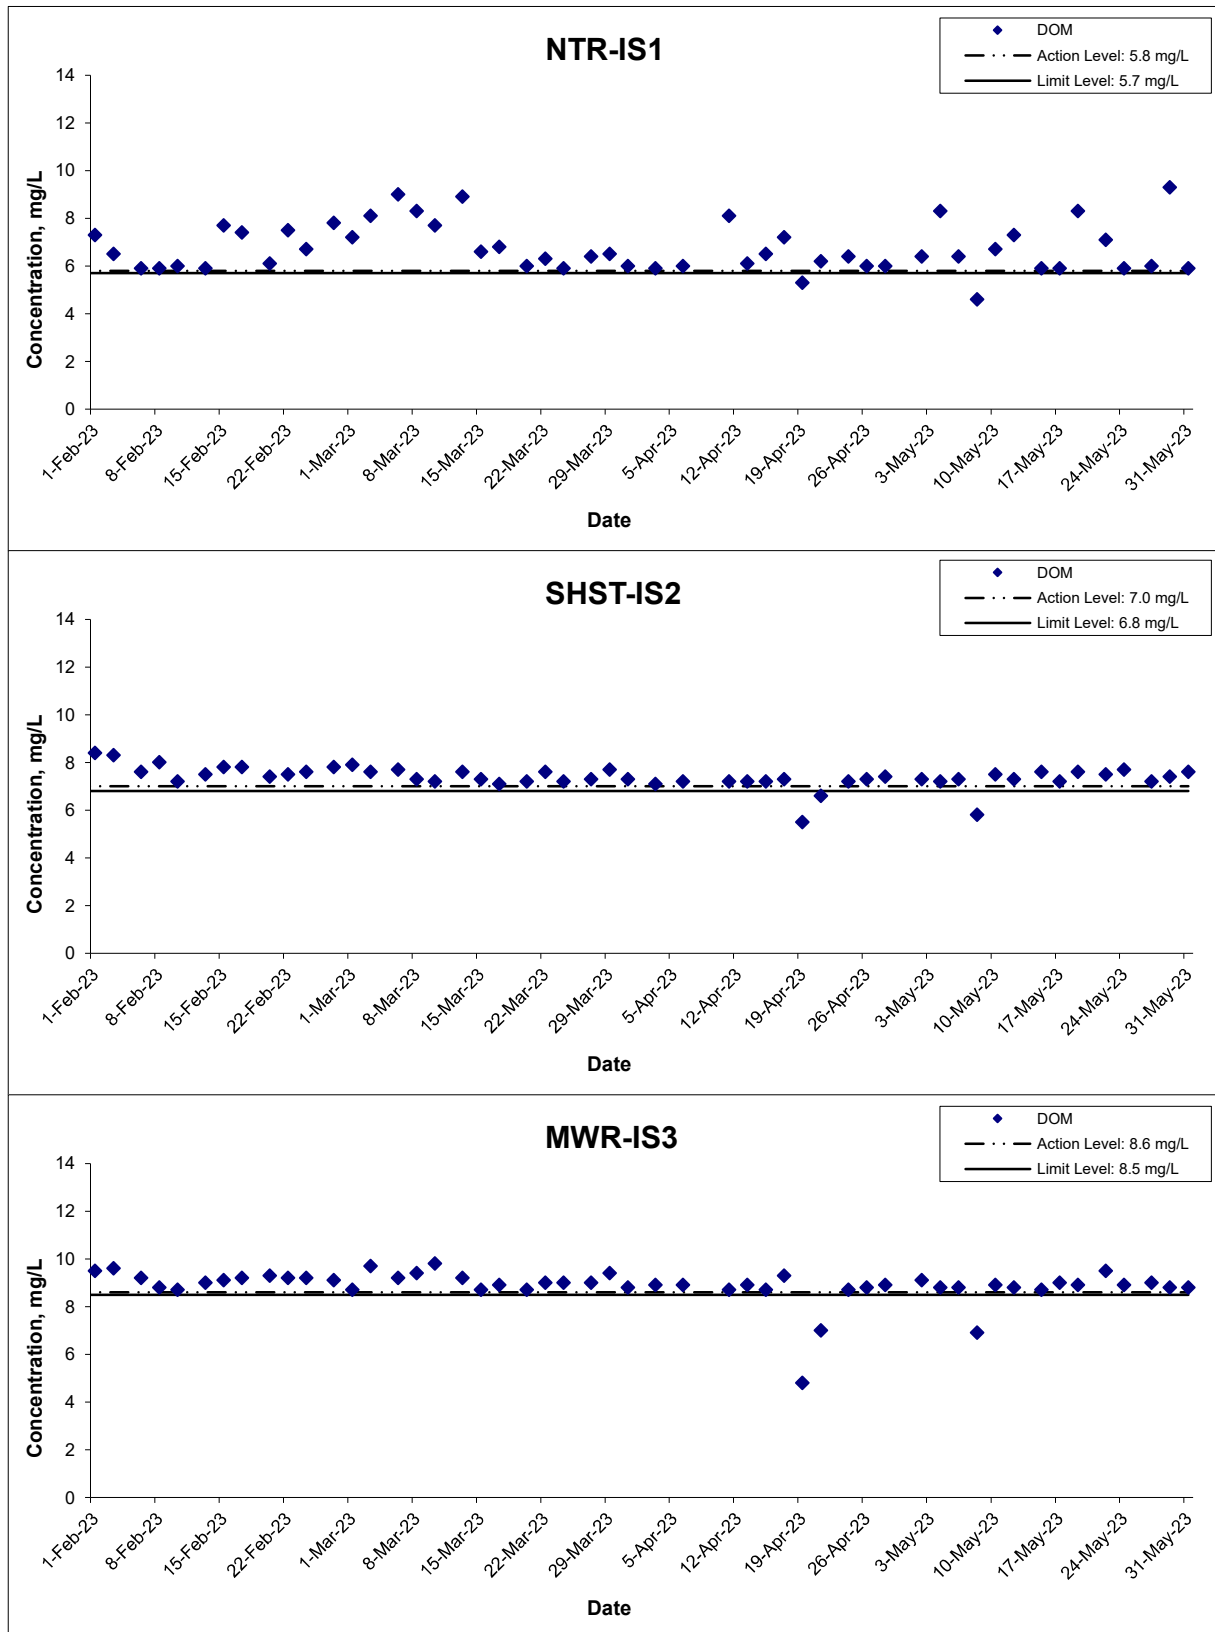 NTR-IS1
DOM
Action Level: 5.8 mg/L
Limit Level: 5.7 mg/L
Concentration, mg/L
14
12
10
8
6
4
2
0
1-Feb-23
8-Feb-23
15-Feb-23
22-Feb-23
1-Mar-23
8-Mar-23
15-Mar-23
22-Mar-23
29-Mar-23
5-Apr-23
12-Apr-23
19-Apr-23
26-Apr-23
3-May-23
10-May-23
17-May-23
24-May-23
31-May-23
Date
SHST-IS2
DOM
Action Level: 7.0 mg/L
Limit Level: 6.8 mg/L
Concentration, mg/L
14
12
10
8
6
4
2
0
1-Feb-23
8-Feb-23
15-Feb-23
22-Feb-23
1-Mar-23
8-Mar-23
15-Mar-23
22-Mar-23
29-Mar-23
5-Apr-23
12-Apr-23
19-Apr-23
26-Apr-23
3-May-23
10-May-23
17-May-23
24-May-23
31-May-23
Date
MWR-IS3
DOM
Action Level: 8.6 mg/L
Limit Level: 8.5 mg/L
Concentration, mg/L
14
12
10
8
6
4
2
0
1-Feb-23
8-Feb-23
15-Feb-23
22-Feb-23
1-Mar-23
8-Mar-23
15-Mar-23
22-Mar-23
29-Mar-23
5-Apr-23
12-Apr-23
19-Apr-23
26-Apr-23
3-May-23
10-May-23
17-May-23
24-May-23
31-May-23
Date